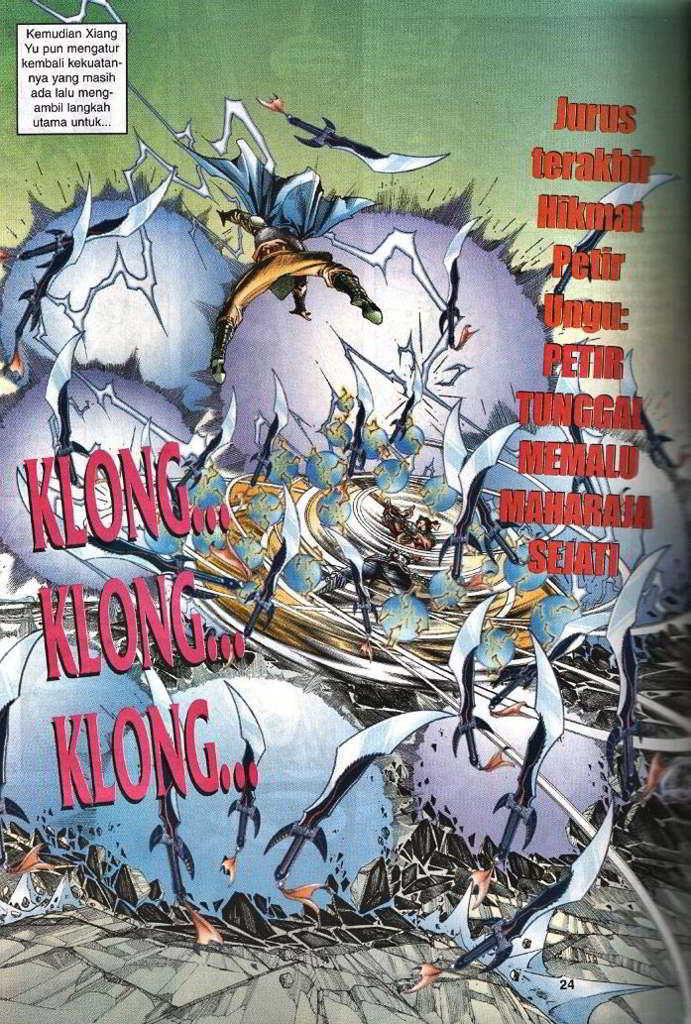 Kemudian Xiang
Yu pun mengatur
kembali kekuatan-
nya yang masih
ada lalu meng-
ambil langkah
utama untuk...
Jurus
terakhir
Hikmat
Petir
Ungu:
PETIR
TUNGGAL
MEMALU
MAHARAJA
SEJATI
KLONG...
KLONG...
KLONG...
24